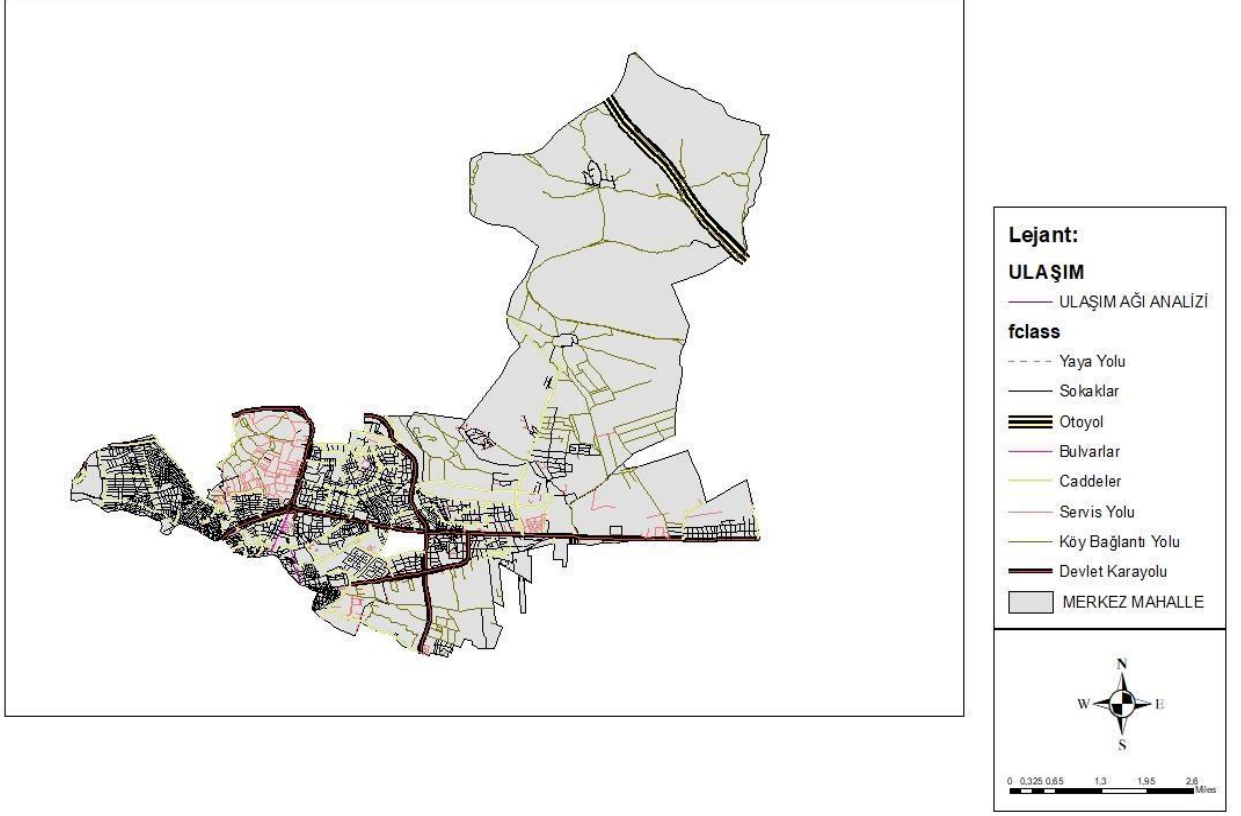 Lejant:
ULAŞIM
ULAŞIM AĞI ANALİZİ
fclass
Yaya Yolu
Sokaklar
Otoyol
Bulvarlar
Caddeler
Servis Yolu
Köy Bağlantı Yolu
Devlet Karayolu
MERKEZ MAHALLE
N
W E
S
0 0,325 0,65 1,3 1,95 2,6
Miles